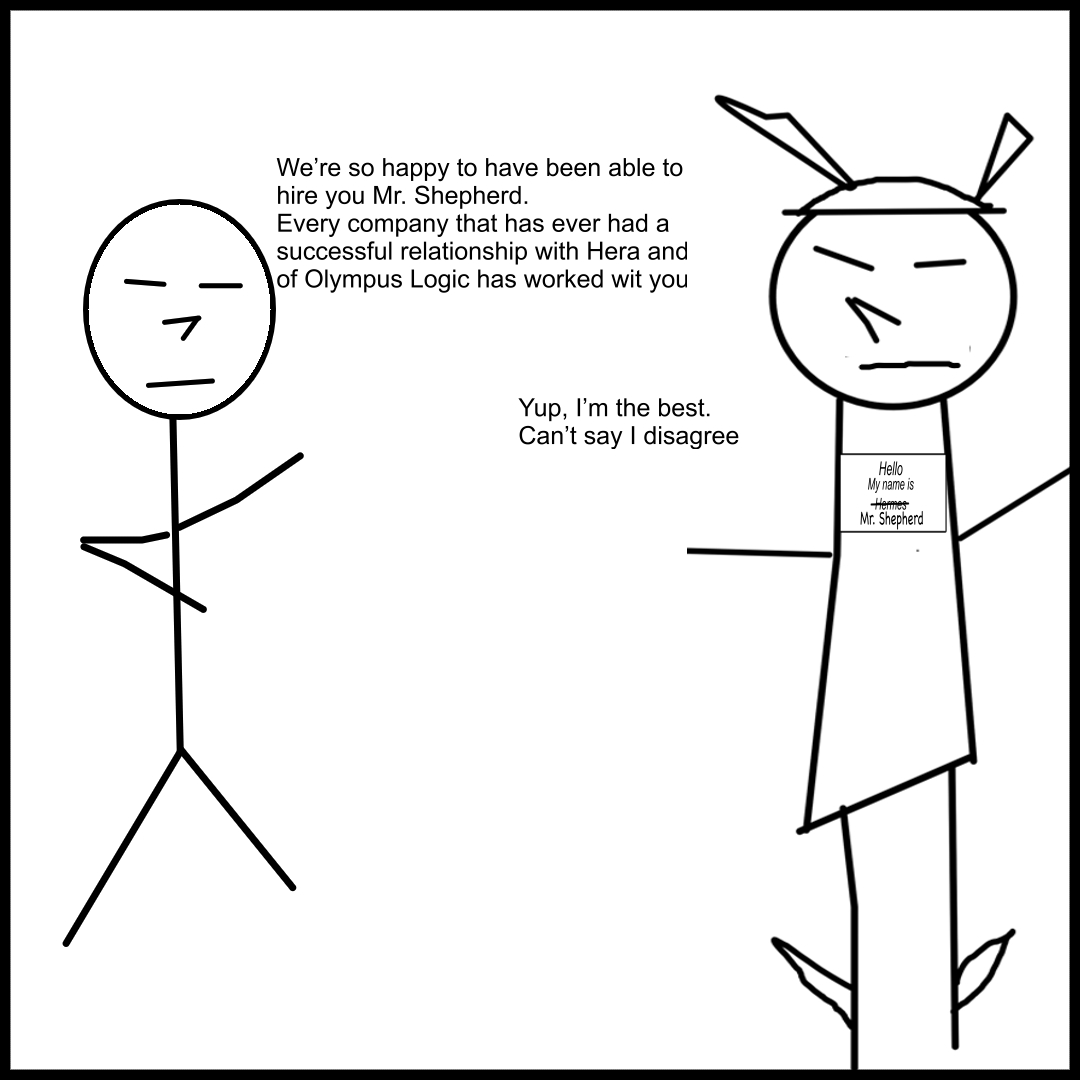 We’re so happy to have been able to
hire you Mr. Shepherd.
Every company that has ever had a
successful relationship with Hera and
of Olympus Logic has worked wit you
Yup, I’m the best.
Can’t say I disagree
Hello
My name is
Hermes
Mr. Shepherd